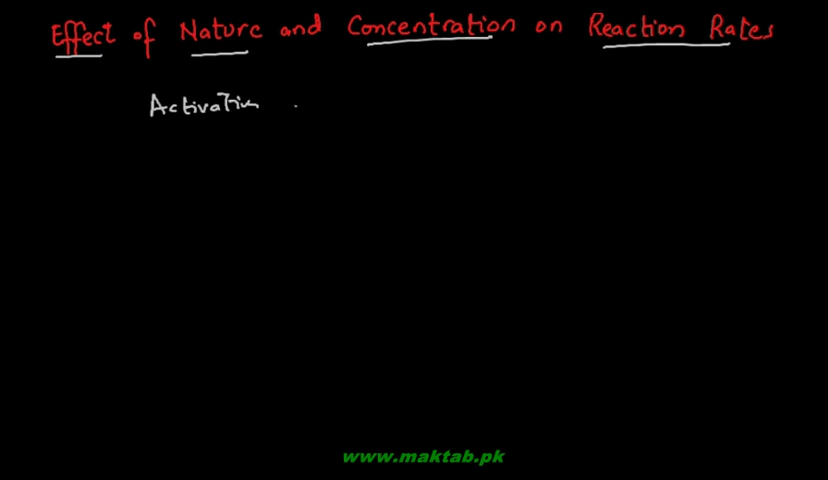 Effect of Nature and Concentration on Reaction Rates
Activation
www.maktab.pk